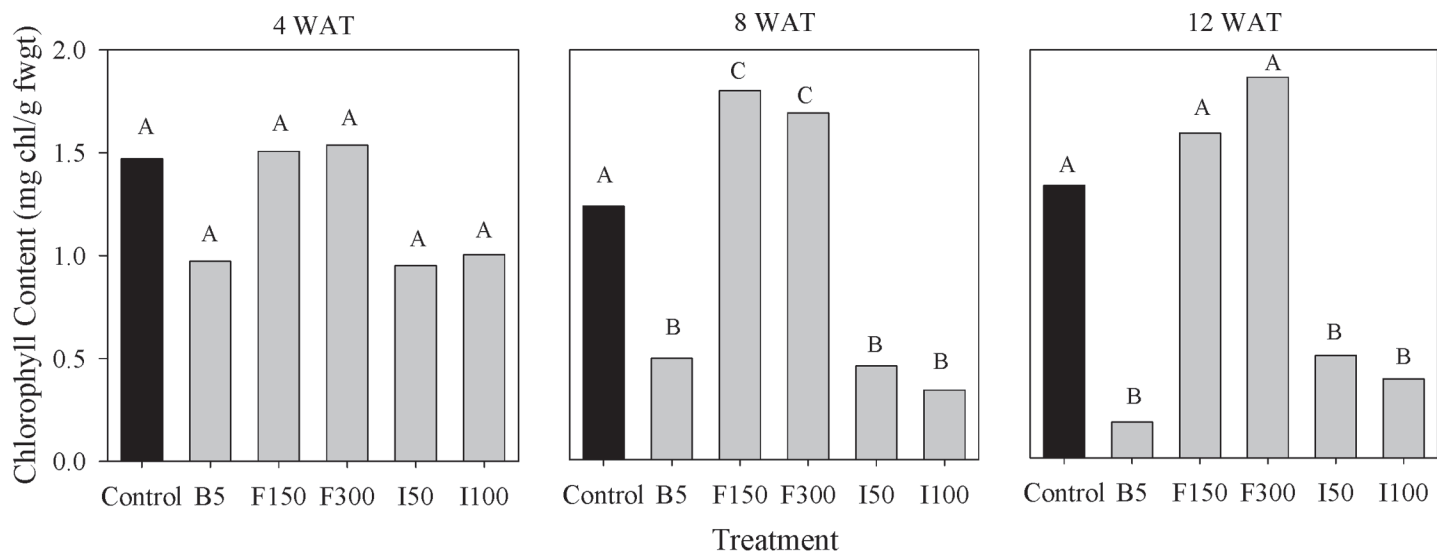 4 WAT
8 WAT
12 WAT
Chlorophyll Content (mg chl/g fwgt)
2.0
1.5
1.0
0.5
0.0
A
A
A
A
A
A
A
B
C
C
B
B
A
B
A
A
B
B
Control B5 F150 F300 I50 I100
Control B5 F150 F300 I50 I100
Control B5 F150 F300 I50 I100
Treatment